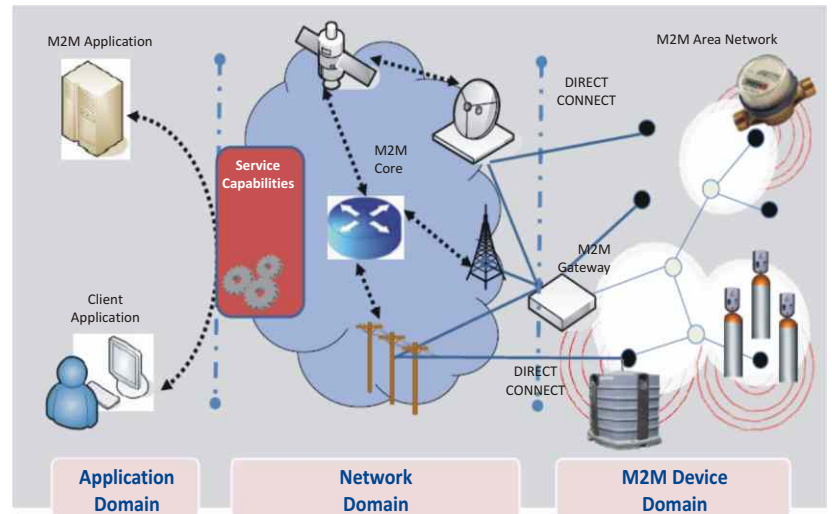 M2M Application
M2M Area Network
DIRECT
CONNECT
M2M
Core
Service
Capabilities
M2M
Gateway
Client
Application
DIRECT
CONNECT
Application
Domain
Network
Domain
M2M Device
Domain